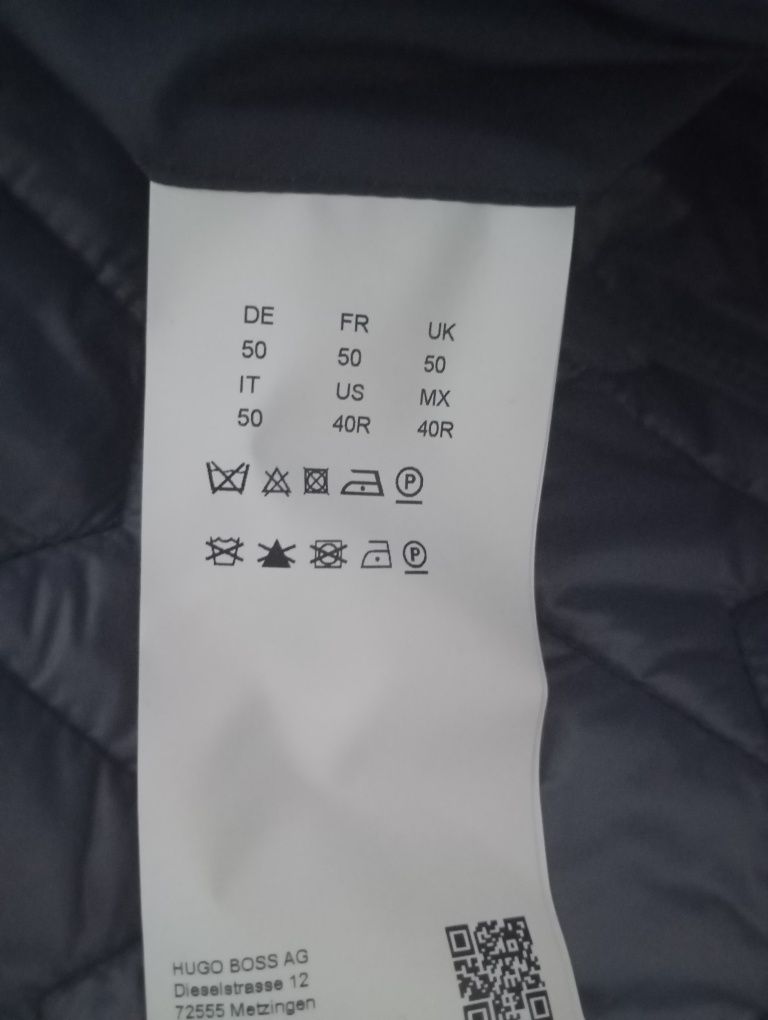 DE FR UK
50 50 50
IT US MX
50 40R 40R
P
P
HUGO BOSS AG
Dieselstrasse 12
72555 Metzingen